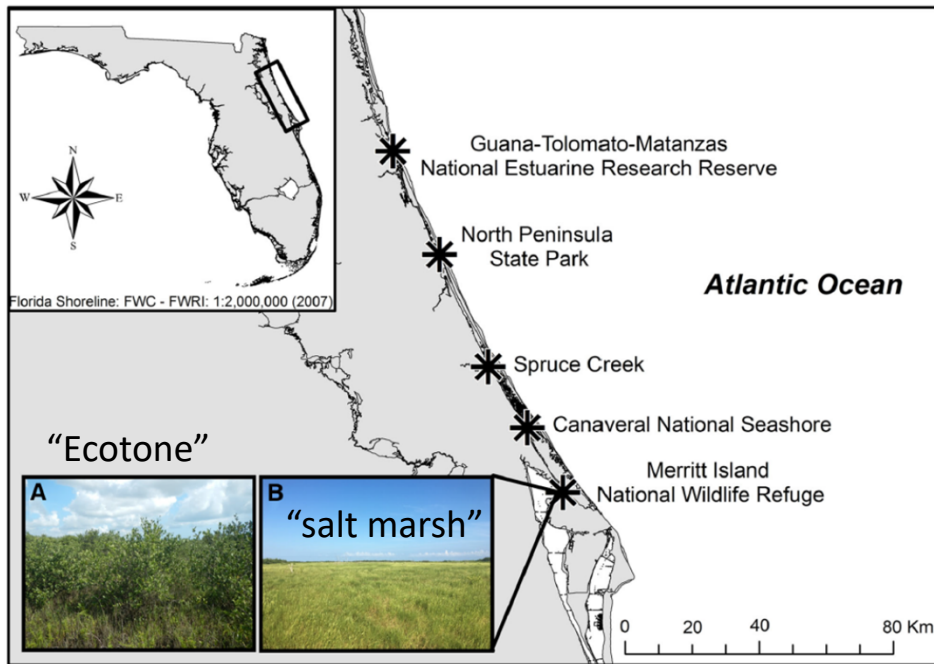 N
W
E
S
Florida Shoreline: FWC - FWRI: 1:2,000,000 (2007)
Guana-Tolomato-Matanzas
National Estuarine Research Reserve
North Peninsula
State Park
Atlantic Ocean
Spruce Creek
Canaveral National Seashore
Merritt Island
National Wildlife Refuge
“Ecotone”
A
B
“salt marsh”
0 20 40 80 Km